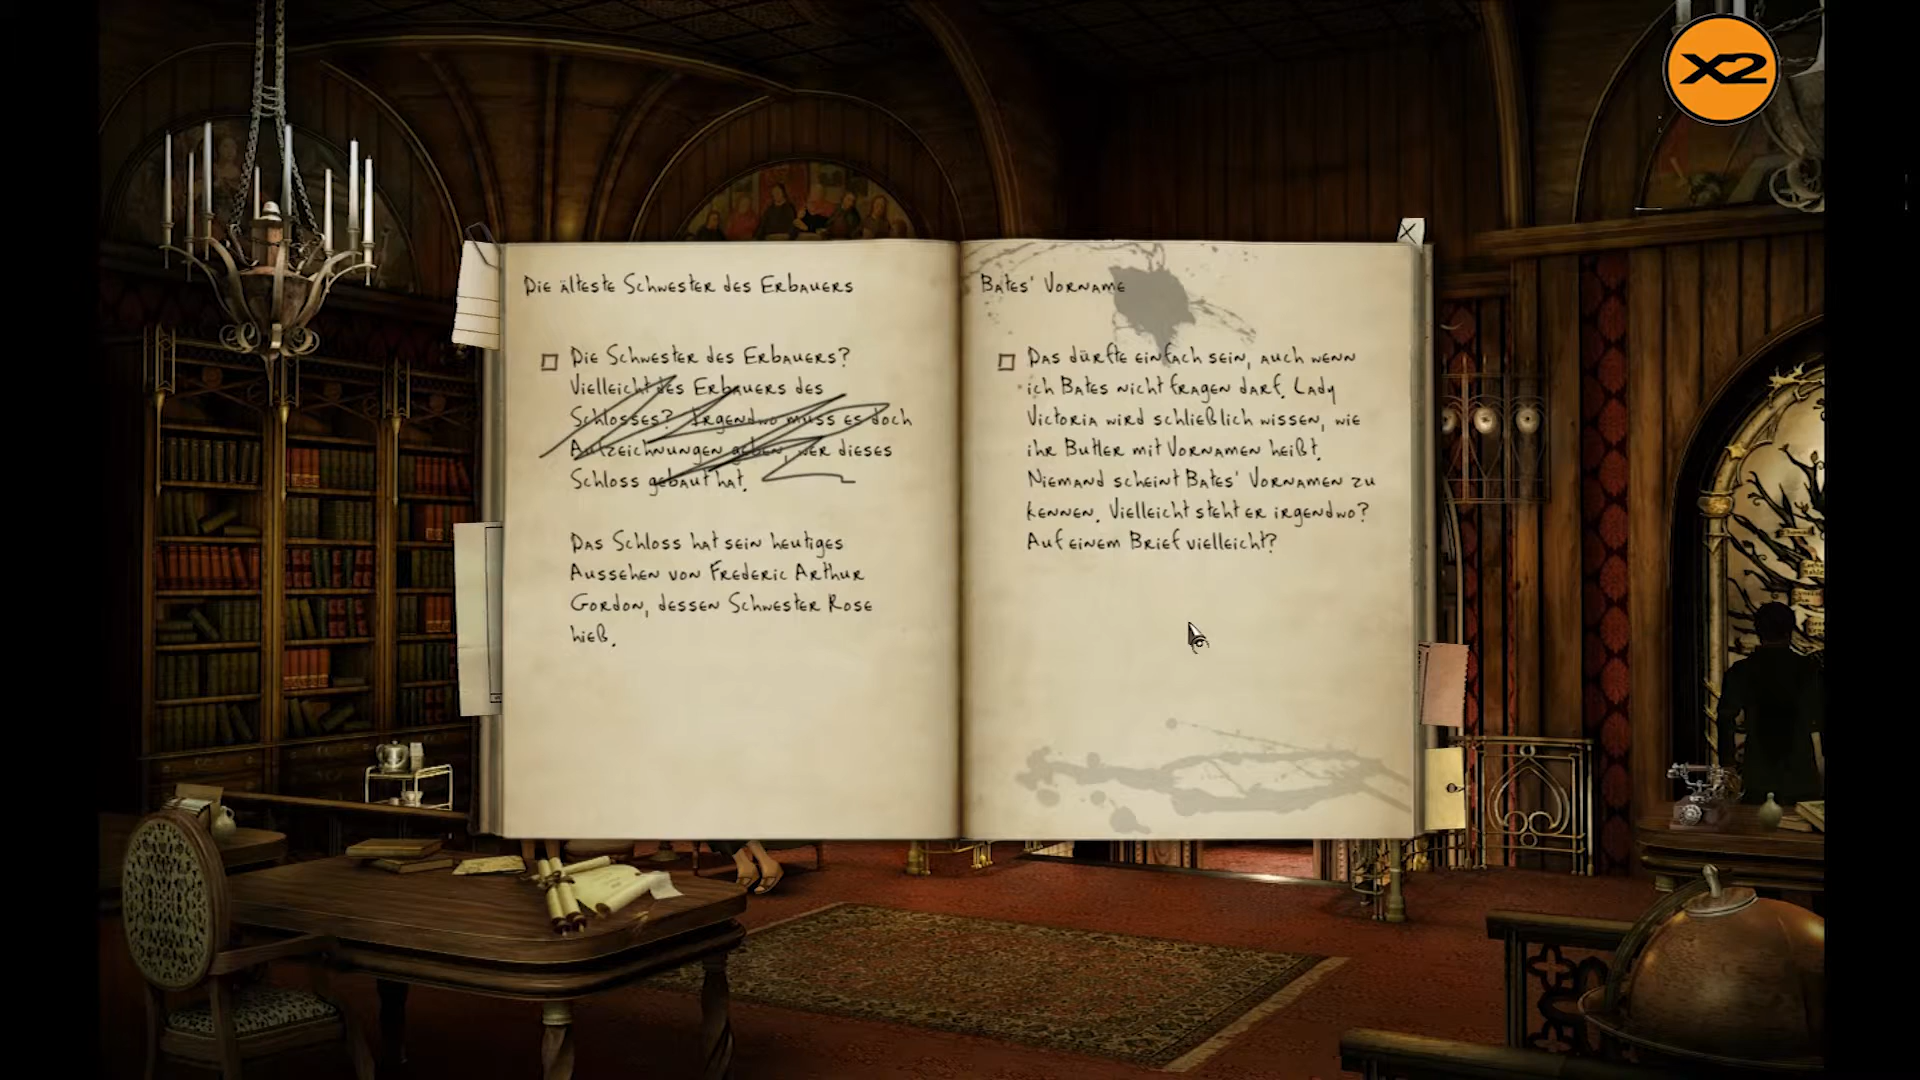 X2
Die älteste Schwester des Erbauers
Die Schwester des Erbauers?
Vielleicht des Erbauers des
Schlosses? Irgendwo muss es doch
Aufzeichnungen geben, wer dieses
Schloss gebaut hat.
Das Schloss hat sein heutiges
Aussehen von Frederic Arthur
Gordon, dessen Schwester Rose
hieß.
Bates' Vorname
Das dürfte einfach sein, auch wenn
ich Bates nicht fragen darf. Lady
Victoria wird schließlich wissen, wie
ihr Butler mit Vornamen heißt.
Niemand scheint Bates' Vornamen zu
kennen. Vielleicht steht er irgendwo?
Auf einem Brief vielleicht?